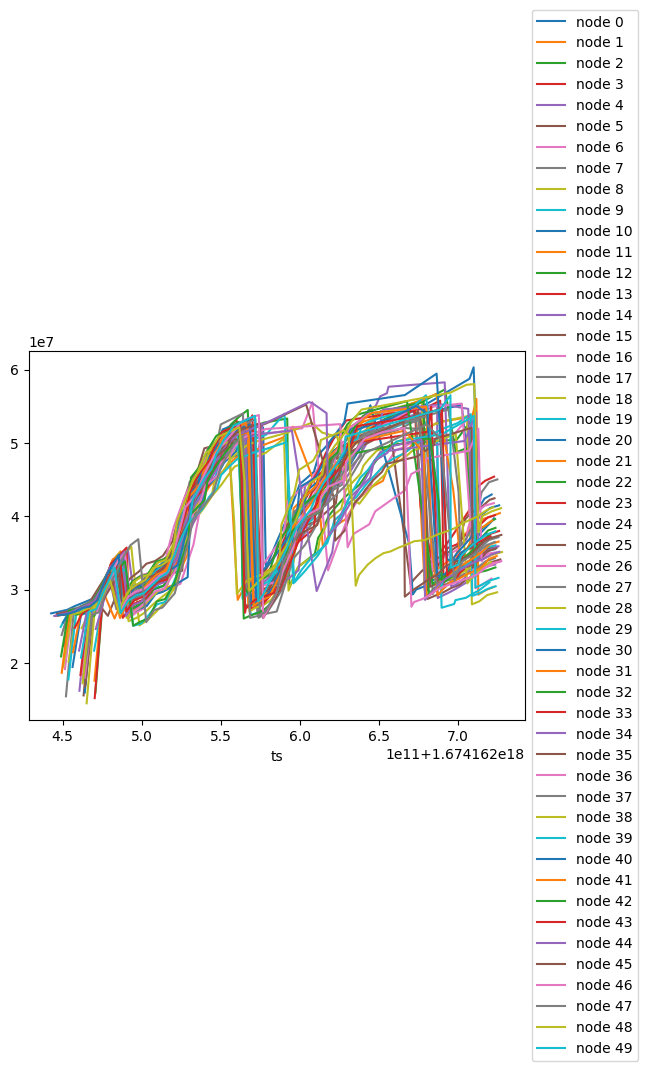 1e7
6
5
4
3
2
4.5 5.0 5.5 6.0 6.5 7.0
1e11+1.674162e18
ts
node 0
node 1
node 2
node 3
node 4
node 5
node 6
node 7
node 8
node 9
node 10
node 11
node 12
node 13
node 14
node 15
node 16
node 17
node 18
node 19
node 20
node 21
node 22
node 23
node 24
node 25
node 26
node 27
node 28
node 29
node 30
node 31
node 32
node 33
node 34
node 35
node 36
node 37
node 38
node 39
node 40
node 41
node 42
node 43
node 44
node 45
node 46
node 47
node 48
node 49